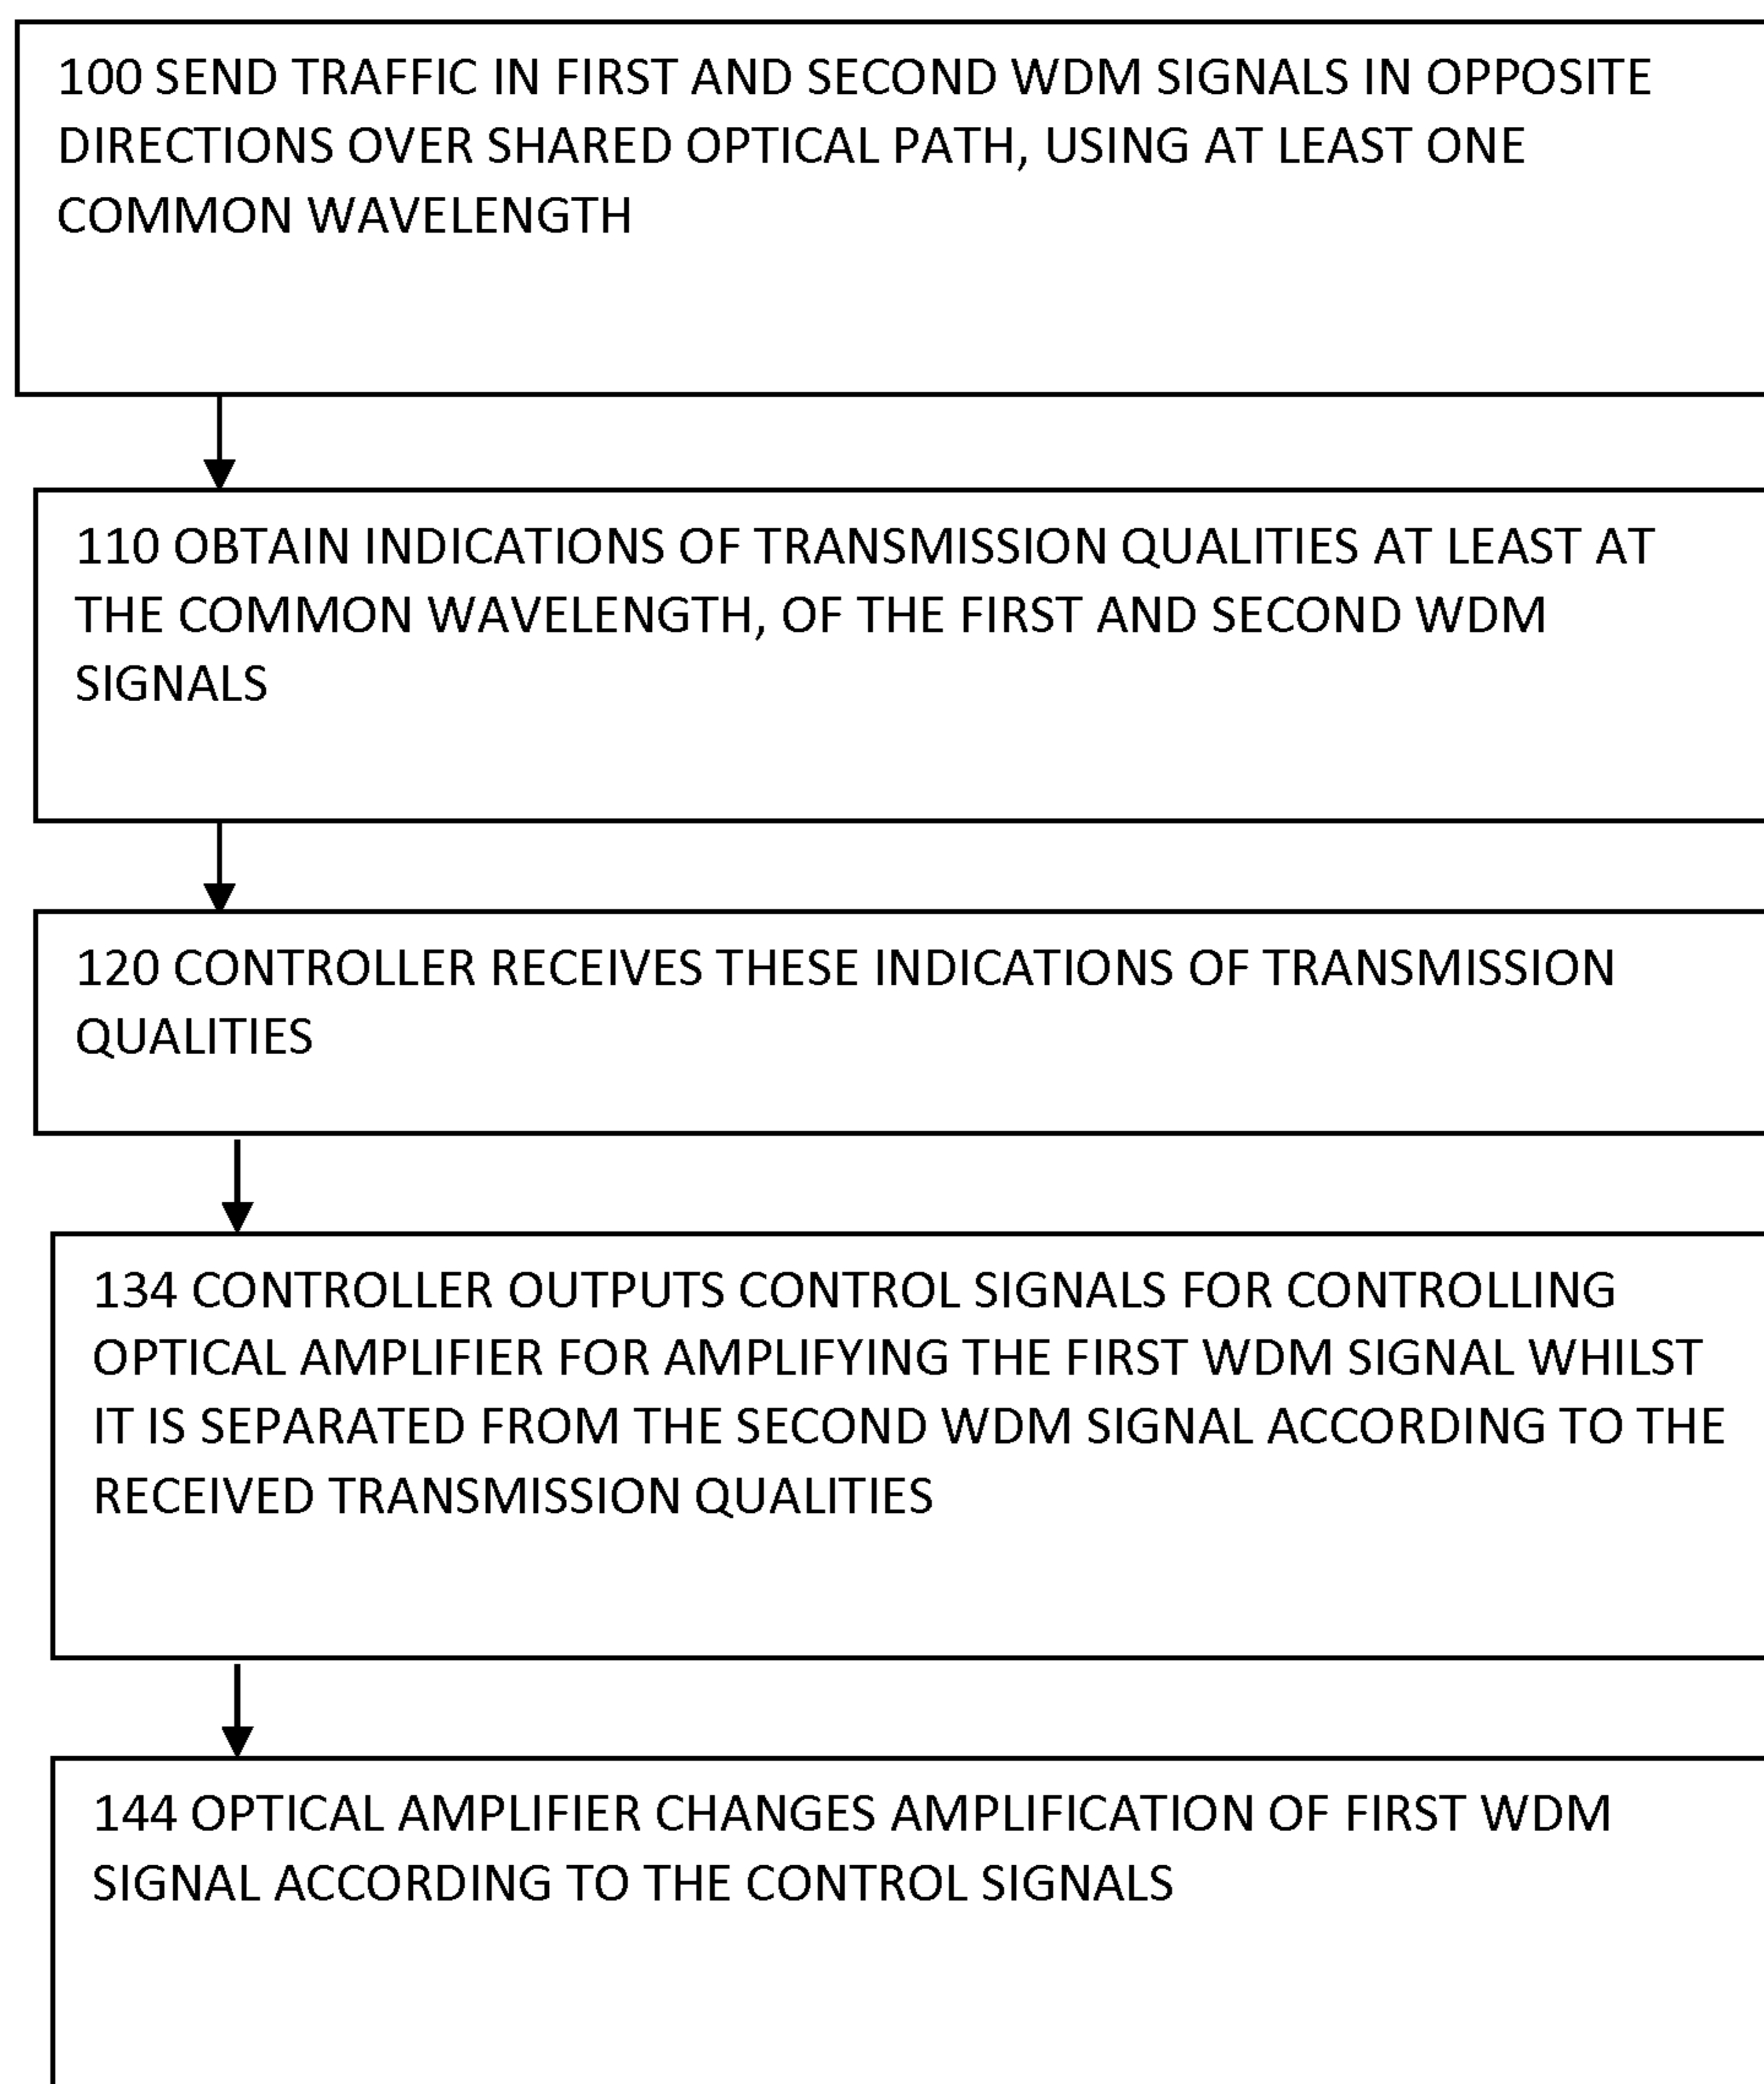 100 SEND TRAFFIC IN FIRST AND SECOND WDM SIGNALS IN OPPOSITE
DIRECTIONS OVER SHARED OPTICAL PATH, USING AT LEAST ONE
COMMON WAVELENGTH
110 OBTAIN INDICATIONS OF TRANSMISSION QUALITIES AT LEAST AT
THE COMMON WAVELENGTH, OF THE FIRST AND SECOND WDM
SIGNALS
120 CONTROLLER RECEIVES THESE INDICATIONS OF TRANSMISSION
QUALITIES
134 CONTROLLER OUTPUTS CONTROL SIGNALS FOR CONTROLLING
OPTICAL AMPLIFIER FOR AMPLIFYING THE FIRST WDM SIGNAL WHILST
IT IS SEPARATED FROM THE SECOND WDM SIGNAL ACCORDING TO THE
RECEIVED TRANSMISSION QUALITIES
144 OPTICAL AMPLIFIER CHANGES AMPLIFICATION OF FIRST WDM
SIGNAL ACCORDING TO THE CONTROL SIGNALS